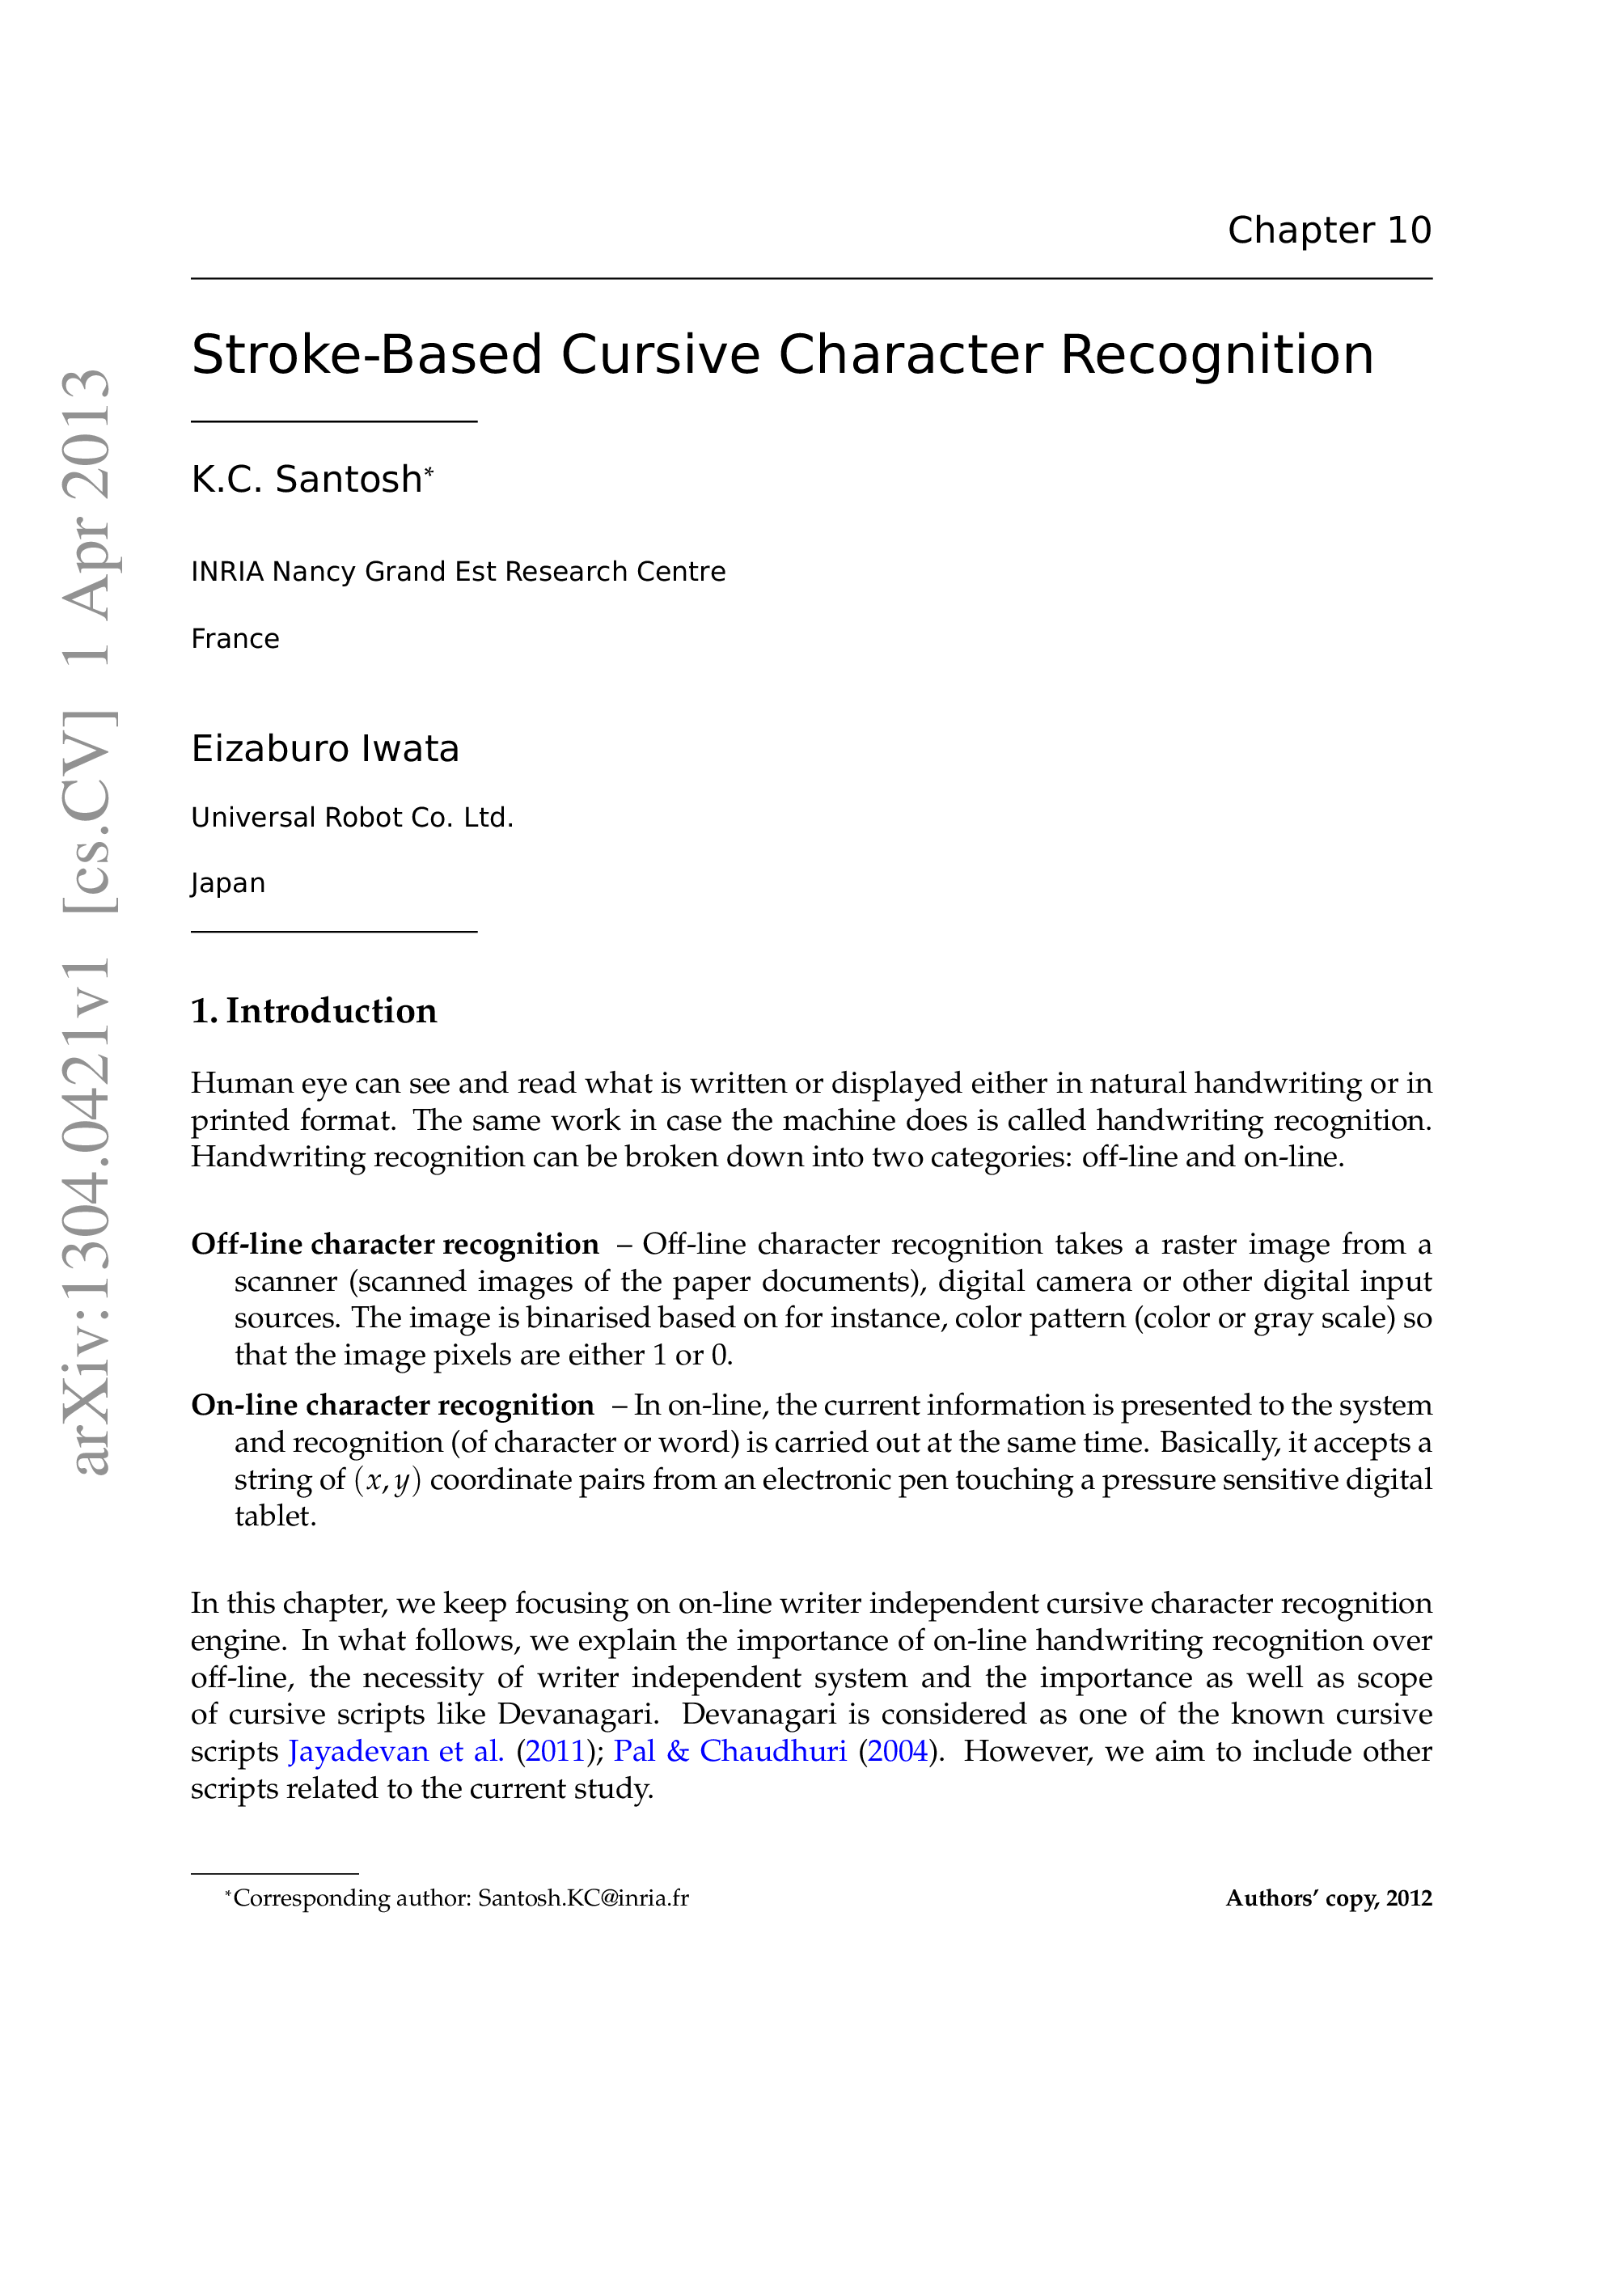 Chapter 10
Stroke-Based Cursive Character Recognition
K.C. Santosh*
INRIA Nancy Grand Est Research Centre
France
Eizaburo Iwata
Universal Robot Co. Ltd.
Japan
1. Introduction
Human eye can see and read what is written or displayed either in natural handwriting or in
printed format. The same work in case the machine does is called handwriting recognition.
Handwriting recognition can be broken down into two categories: off-line and on-line.
Off-line character recognition – Off-line character recognition takes a raster image from a
scanner (scanned images of the paper documents), digital camera or other digital input
sources. The image is binarised based on for instance, color pattern (color or gray scale) so
that the image pixels are either 1 or 0.
On-line character recognition – In on-line, the current information is presented to the system
and recognition (of character or word) is carried out at the same time. Basically, it accepts a
string of (x, y) coordinate pairs from an electronic pen touching a pressure sensitive digital
tablet.
In this chapter, we keep focusing on on-line writer independent cursive character recognition
engine. In what follows, we explain the importance of on-line handwriting recognition over
off-line, the necessity of writer independent system and the importance as well as scope
of cursive scripts like Devanagari. Devanagari is considered as one of the known cursive
scripts Jayadevan et al. (2011); Pal & Chaudhuri (2004). However, we aim to include other
scripts related to the current study.
*Corresponding author: Santosh.KC@inria.fr
Authors' copy, 2012
arXiv:1304.0421v1 [cs.CV] 1 Apr 2013